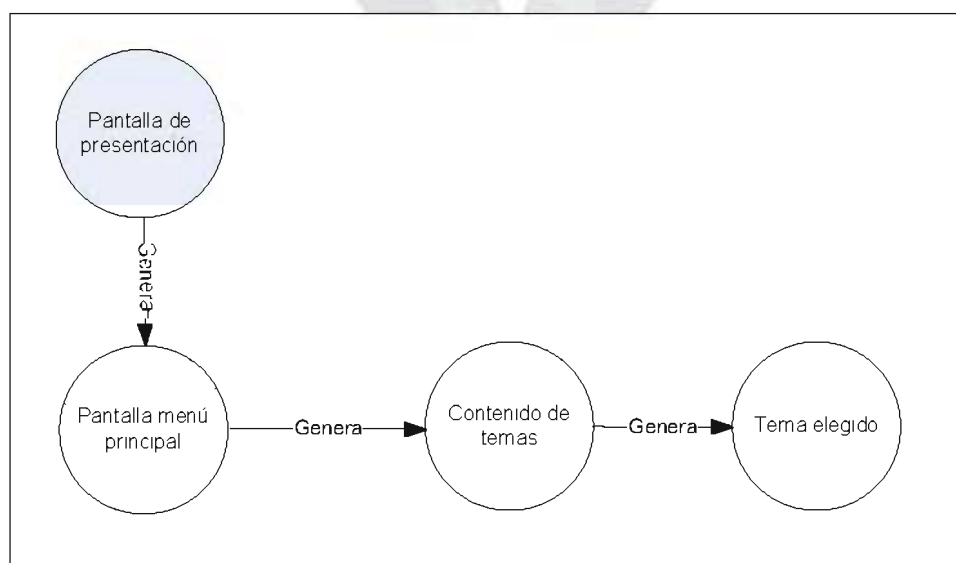 Pantalla de
presentación
Genera
Pantalla menú
principal
Genera
Contenido de
temas
Genera
Tema elegido